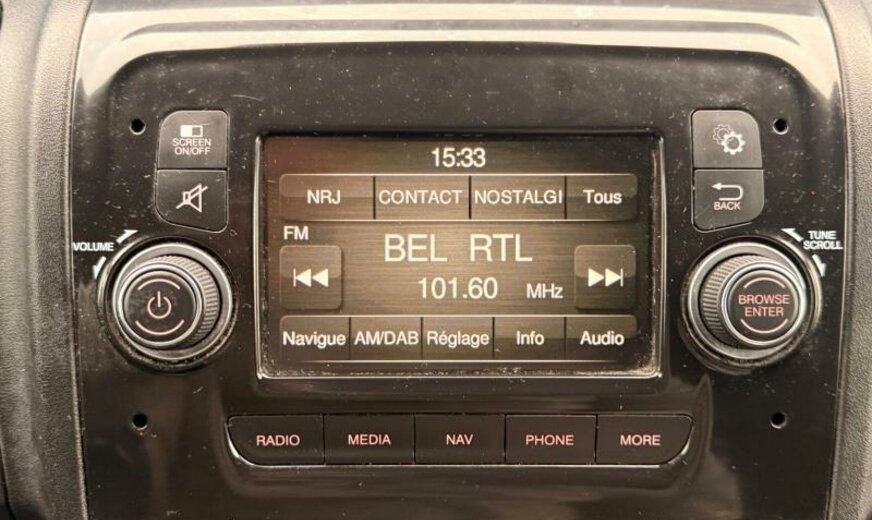 SCREEN
ON/OFF
15:33
NRJ CONTACT NOSTALGI Tous
BACK
VOLUME
FM
BEL RTL
101.60 MHz
TUNE
SCROLL
BROWSE
ENTER
Navigue AM/DAB Réglage Info Audio
RADIO MEDIA NAV PHONE MORE